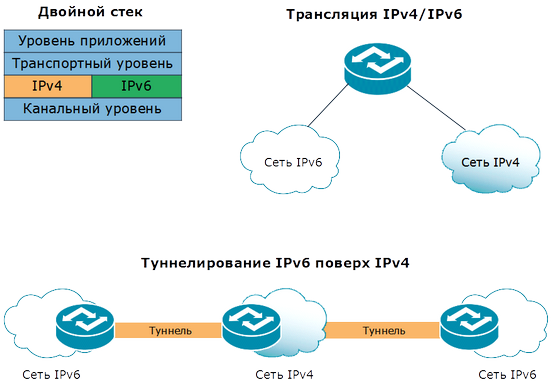 Двойной стек
Уровень приложений
Транспортный уровень
IPv4 IPv6
Канальный уровень
Трансляция IPv4/IPv6
Сеть IPv6 Сеть IPv4
Туннелирование IPv6 поверх IPv4
Туннель Туннель
Сеть IPv6 Сеть IPv4 Сеть IPv6